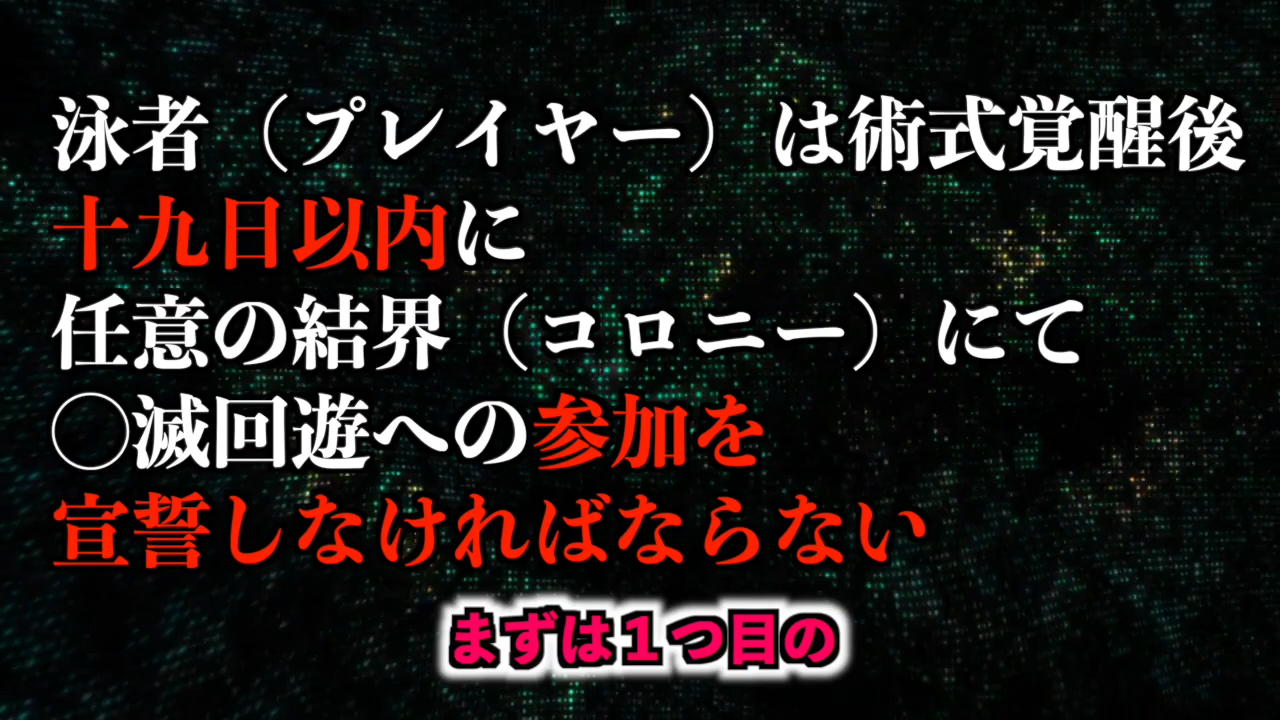 泳者（プレイヤー）は術式覚醒後
十九日以内に
任意の結界（コロニー）にて
◯滅回遊への参加を
宣誓しなければならない
まずは１つ目の